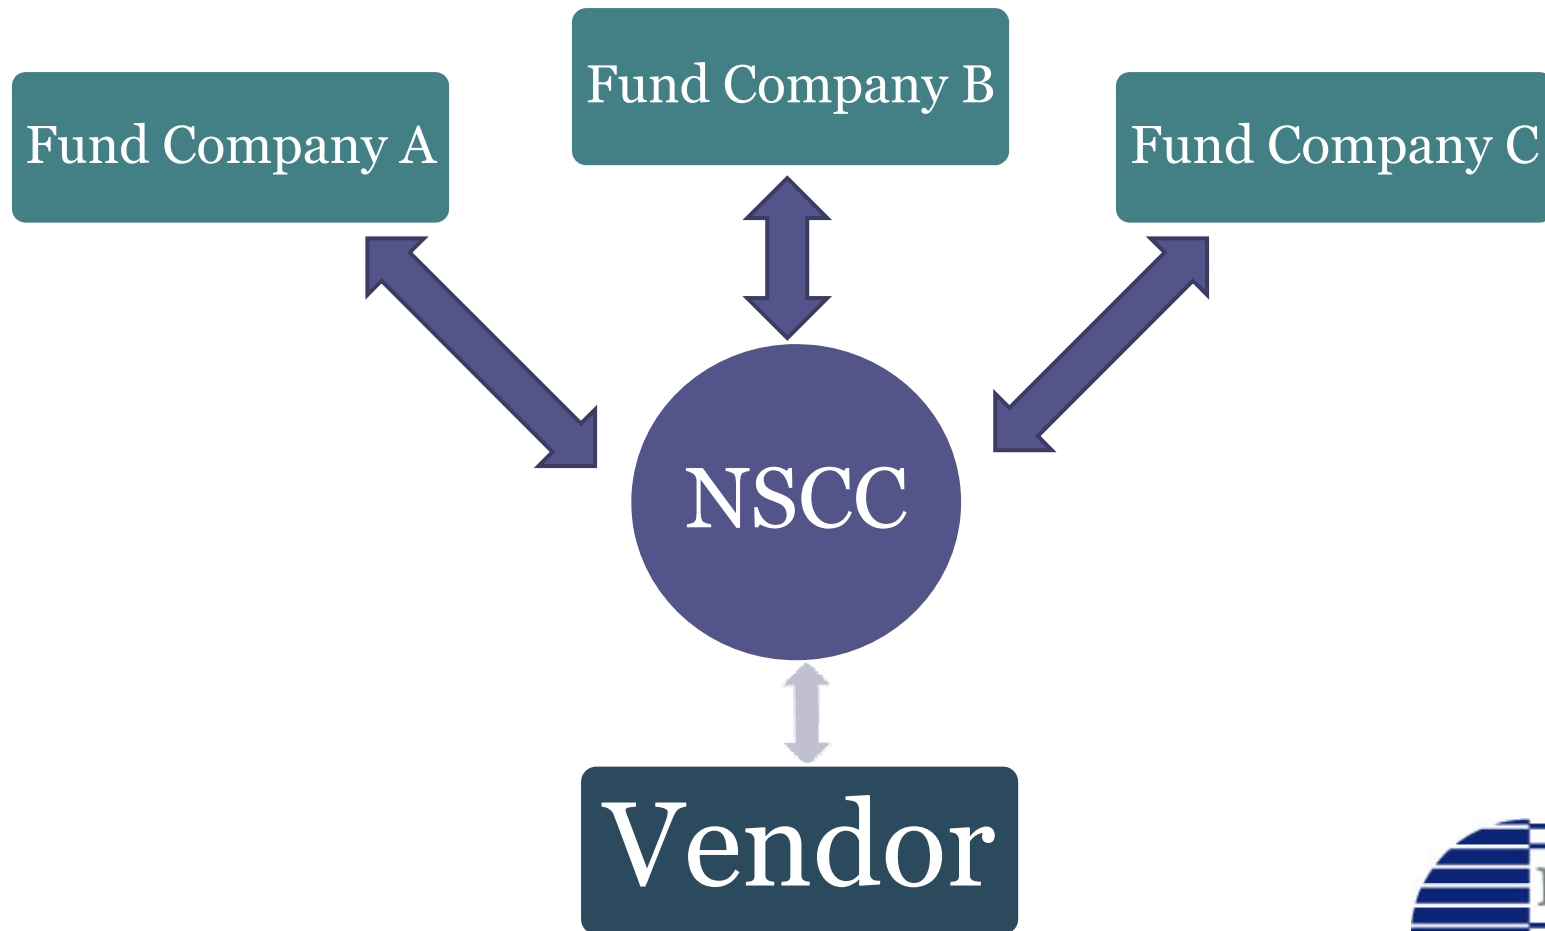 Fund Company B
Fund Company A
Fund Company C
NSCC
Vendor